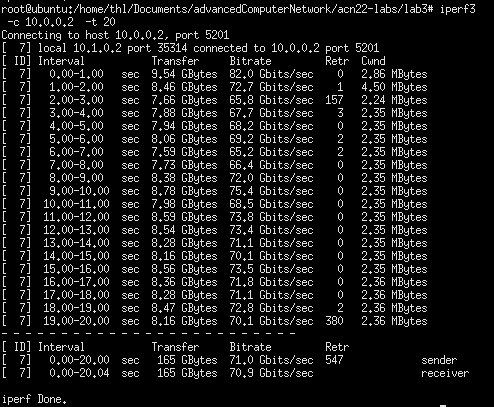 root@ubuntu:/home/thl/Documents/advancedComputerNetwork/acn22-labs/lab3# iperf3
 -c 10.0.0.2  -t 20
Connecting to host 10.0.0.2, port 5201
[  7] local 10.1.0.2 port 35314 connected to 10.0.0.2 port 5201
[ ID] Interval           Transfer     Bitrate         Retr  Cwnd
[  7]   0.00-1.00   sec  9.54 GBytes  82.0 Gbits/sec    0   2.86 MBytes
[  7]   1.00-2.00   sec  8.46 GBytes  72.7 Gbits/sec    1   4.50 MBytes
[  7]   2.00-3.00   sec  7.66 GBytes  65.8 Gbits/sec  157   2.24 MBytes
[  7]   3.00-4.00   sec  7.88 GBytes  67.7 Gbits/sec    3   2.35 MBytes
[  7]   4.00-5.00   sec  7.94 GBytes  68.2 Gbits/sec    0   2.35 MBytes
[  7]   5.00-6.00   sec  8.06 GBytes  69.2 Gbits/sec    2   2.35 MBytes
[  7]   6.00-7.00   sec  7.59 GBytes  65.2 Gbits/sec    2   2.35 MBytes
[  7]   7.00-8.00   sec  7.73 GBytes  66.4 Gbits/sec    0   2.35 MBytes
[  7]   8.00-9.00   sec  8.38 GBytes  72.0 Gbits/sec    0   2.35 MBytes
[  7]   9.00-10.00  sec  8.78 GBytes  75.4 Gbits/sec    0   2.35 MBytes
[  7]  10.00-11.00  sec  7.98 GBytes  68.5 Gbits/sec    0   2.35 MBytes
[  7]  11.00-12.00  sec  8.59 GBytes  73.8 Gbits/sec    0   2.35 MBytes
[  7]  12.00-13.00  sec  8.54 GBytes  73.4 Gbits/sec    0   2.35 MBytes
[  7]  13.00-14.00  sec  8.28 GBytes  71.1 Gbits/sec    0   2.35 MBytes
[  7]  14.00-15.00  sec  8.16 GBytes  70.1 Gbits/sec    0   2.35 MBytes
[  7]  15.00-16.00  sec  8.56 GBytes  73.5 Gbits/sec    0   2.35 MBytes
[  7]  16.00-17.00  sec  8.36 GBytes  71.8 Gbits/sec    0   2.36 MBytes
[  7]  17.00-18.00  sec  8.28 GBytes  71.1 Gbits/sec    0   2.36 MBytes
[  7]  18.00-19.00  sec  8.47 GBytes  72.8 Gbits/sec    2   2.36 MBytes
[  7]  19.00-20.00  sec  8.16 GBytes  70.1 Gbits/sec  380   2.36 MBytes
- - - - - - - - - - - - - - - - - - - - - - - - -
[ ID] Interval           Transfer     Bitrate         Retr
[  7]   0.00-20.00  sec   165 GBytes  71.0 Gbits/sec  547             sender
[  7]   0.00-20.04  sec   165 GBytes  70.9 Gbits/sec                  receiver
iperf Done.